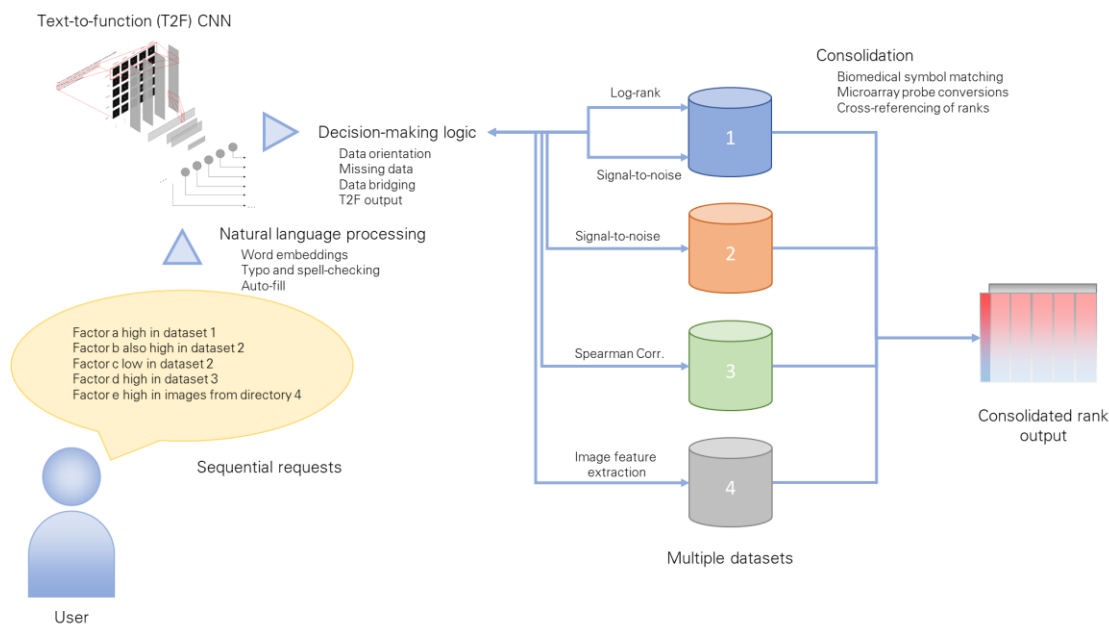 Text-to-function (T2F) CNN
Decision-making logic
Data orientation
Missing data
Data bridging
T2F output
Natural language processing
Word embeddings
Typo and spell-checking
Auto-fill
Factor a high in dataset 1
Factor b also high in dataset 2
Factor c low in dataset 2
Factor d high in dataset 3
Factor e high in images from directory 4
Sequential requests
User
Log-rank
Signal-to-noise
1
Signal-to-noise
2
Spearman Corr.
3
Image feature
extraction
4
Multiple datasets
Consolidation
Biomedical symbol matching
Microarray probe conversions
Cross-referencing of ranks
Consolidated rank
output